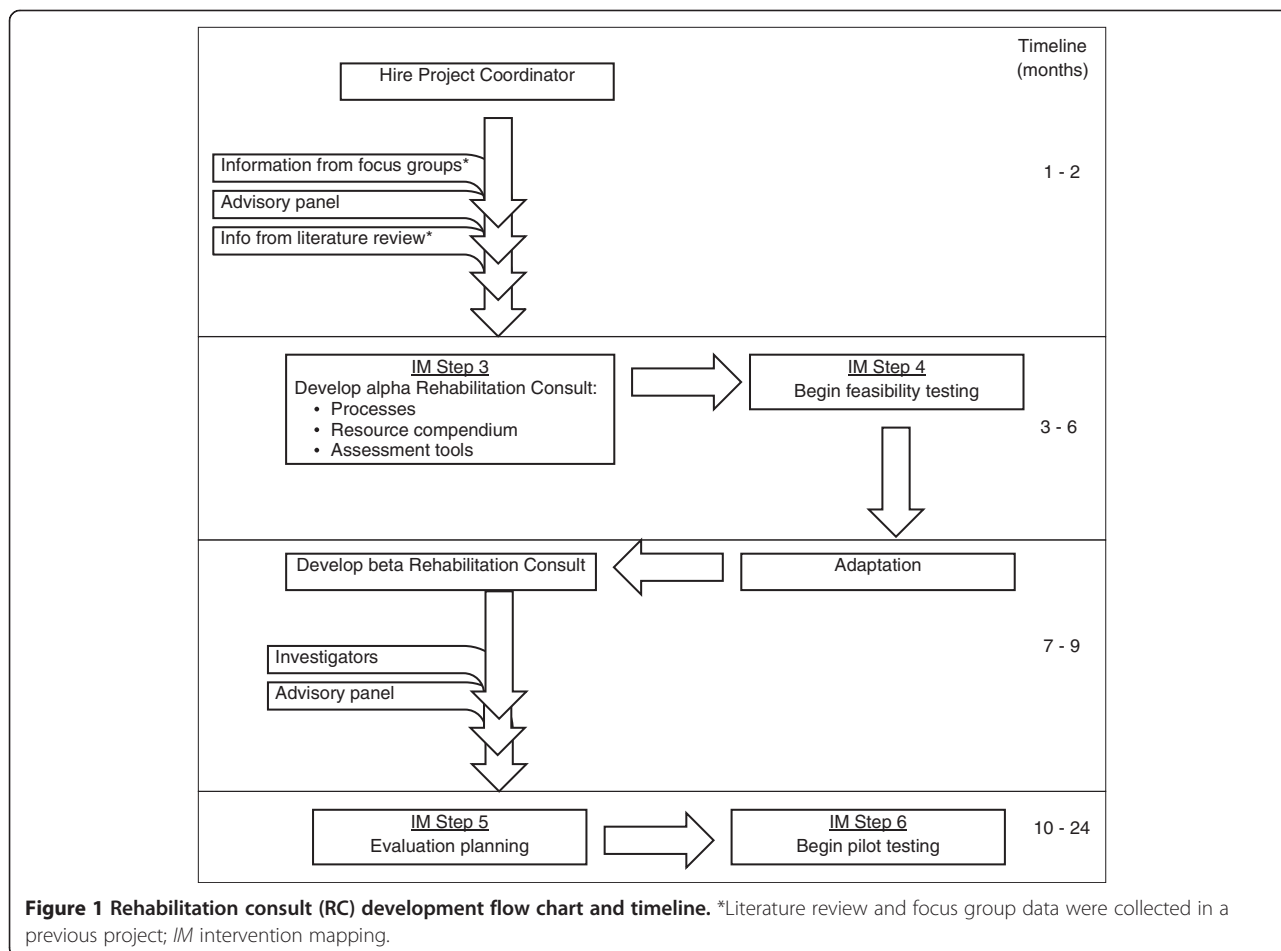 Timeline
(months)
Hire Project Coordinator
Information from focus groups*
Advisory panel
Info from literature review*
1 - 2
IM Step 3
Develop alpha Rehabilitation Consult:
• Processes
• Resource compendium
• Assessment tools
IM Step 4
Begin feasibility testing
3 - 6
Develop beta Rehabilitation Consult
Adaptation
Investigators
Advisory panel
7 - 9
IM Step 5
Evaluation planning
IM Step 6
Begin pilot testing
10 - 24
Figure 1 Rehabilitation consult (RC) development flow chart and timeline. *Literature review and focus group data were collected in a
previous project; IM intervention mapping.